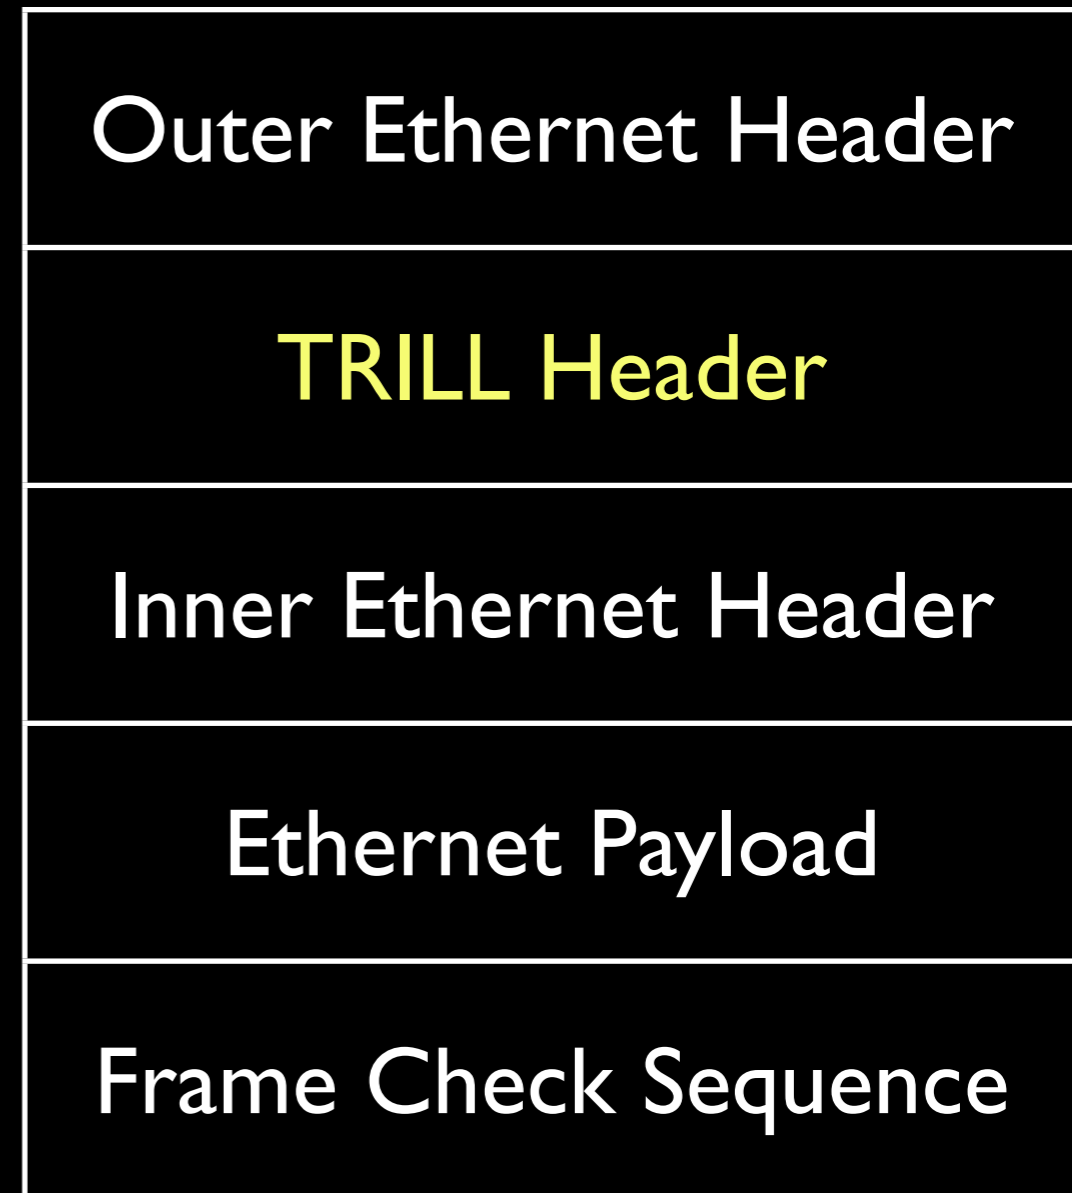 Outer Ethernet Header
TRILL Header
Inner Ethernet Header
Ethernet Payload
Frame Check Sequence